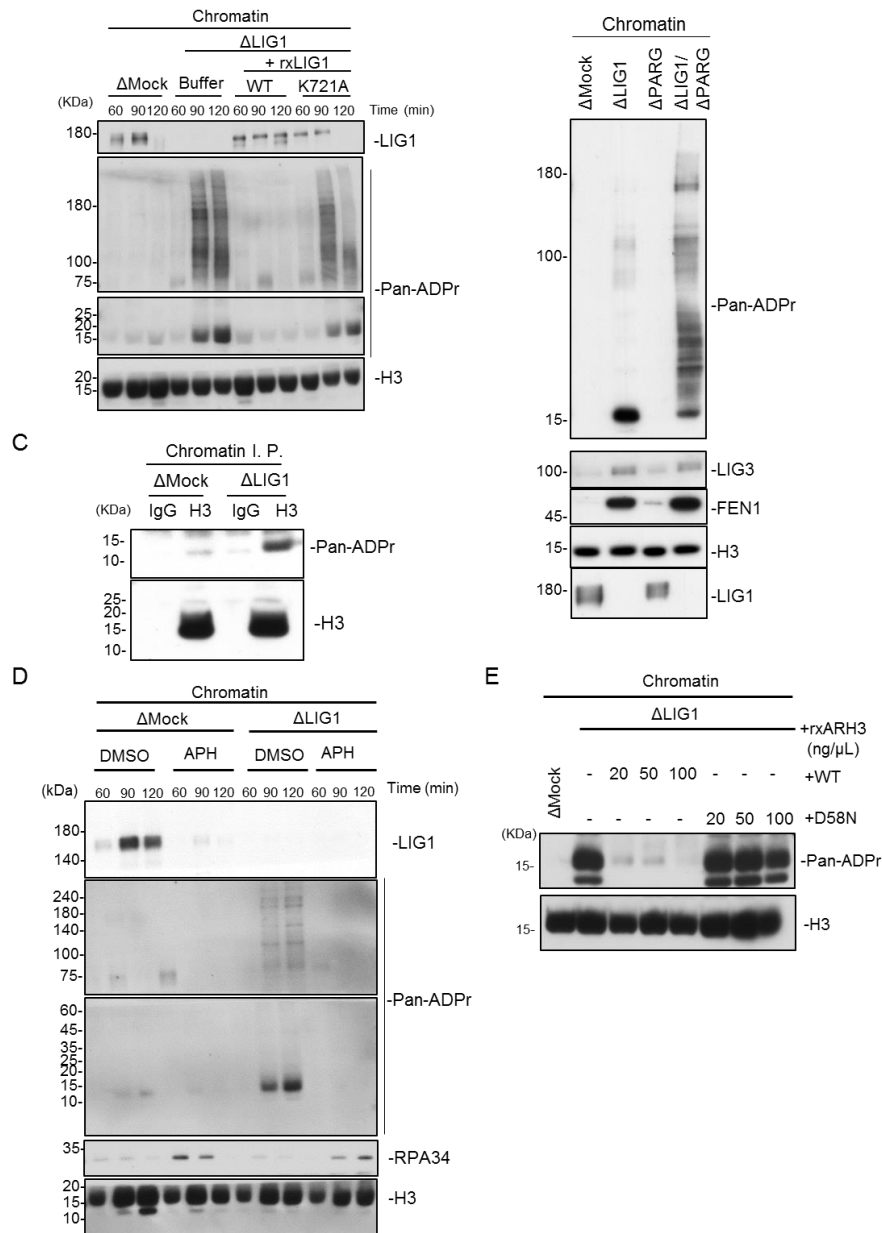 Chromatin
ΔLIG1
+ rxLIG1
ΔMock Buffer WT K721A
(KDa) 60 90 120 60 90 120 60 90 120 60 90 120 Time (min)
180- -LIG1
180-
100-
75-
-Pan-ADPr
25-
20-
15-
20- -H3
15-
Chromatin
ΔMock
ΔLIG1
ΔPARG
ΔLIG1/
ΔPARG
180-
100-
-Pan-ADPr
15-
100- -LIG3
45- -FEN1
15- -H3
180- -LIG1
C
Chromatin I. P.
ΔMock ΔLIG1
(KDa) IgG H3 IgG H3
15- -Pan-ADPr
10-
25-
20- -H3
15-
10-
D
Chromatin
ΔMock ΔLIG1
DMSO APH DMSO APH
(kDa) 60 90 120 60 90 120 60 90 120 60 90 120 Time (min)
180- -LIG1
140-
240-
180-
140-
100-
75-
-Pan-ADPr
60-
45-
35-
25-
20-
15-
10-
35- -RPA34
20- -H3
15-
10-
E
Chromatin
ΔLIG1
+rxARH3
(ng/μL)
ΔMock - 20 50 100 - - - +WT
- - - - 20 50 100 +D58N
(KDa)
15- -Pan-ADPr
15- -H3